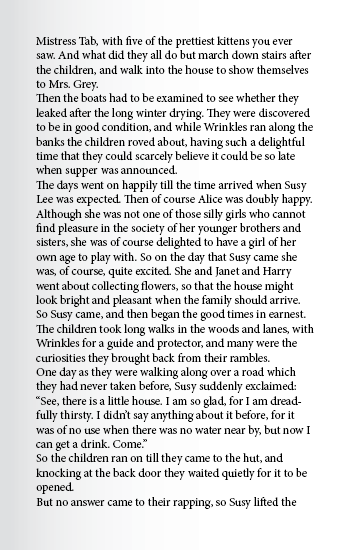 Mistress Tab, with five of the prettiest kittens you ever
saw. And what did they all do but march down stairs after
the children, and walk into the house to show themselves
to Mrs. Grey.
Then the boats had to be examined to see whether they
leaked after the long winter drying. They were discovered
to be in good condition, and while Wrinkles ran along the
banks the children roved about, having such a delightful
time that they could scarcely believe it could be so late
when supper was announced.
The days went on happily till the time arrived when Susy
Lee was expected. Then of course Alice was doubly happy.
Although she was not one of those silly girls who cannot
find pleasure in the society of her younger brothers and
sisters, she was of course delighted to have a girl of her
own age to play with. So on the day that Susy came she
was, of course, quite excited. She and Janet and Harry
went about collecting flowers, so that the house might
look bright and pleasant when the family should arrive.
So Susy came, and then began the good times in earnest.
The children took long walks in the woods and lanes, with
Wrinkles for a guide and protector, and many were the
curiosities they brought back from their rambles.
One day as they were walking along over a road which
they had never taken before, Susy suddenly exclaimed:
“See, there is a little house. I am so glad, for I am dread-
fully thirsty. I didn’t say anything about it before, for it
was of no use when there was no water near by, but now I
can get a drink. Come.”
So the children ran on till they came to the hut, and
knocking at the back door they waited quietly for it to be
opened.
But no answer came to their rapping, so Susy lifted the